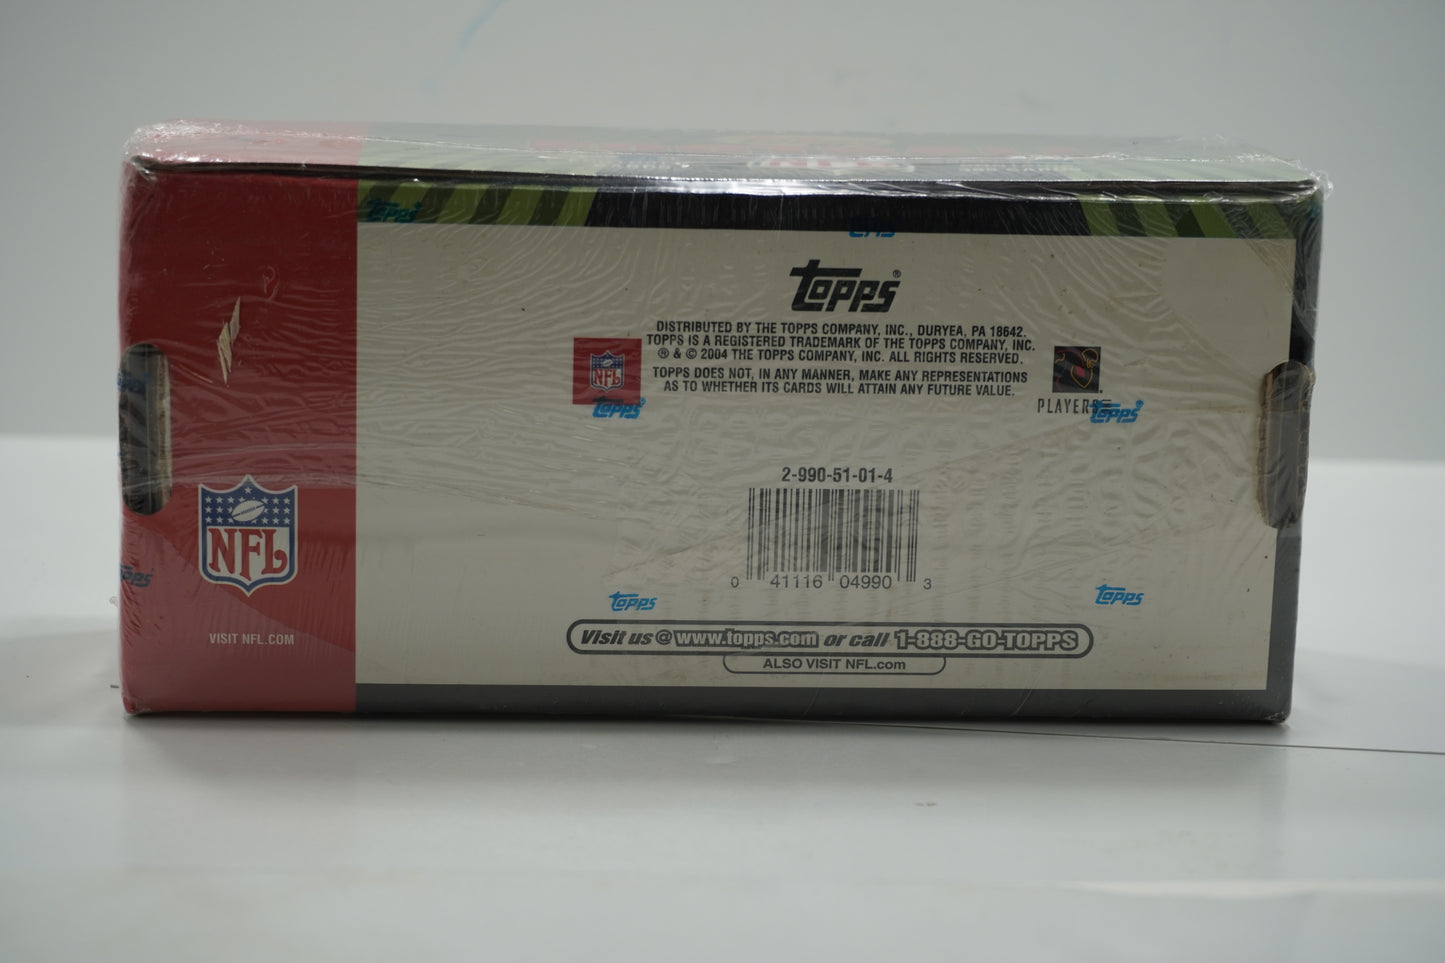 Topps
Topps
Topps®
DISTRIBUTED BY THE TOPPS COMPANY, INC., DURYEA, PA 18642.
TOPPS IS A REGISTERED TRADEMARK OF THE TOPPS COMPANY, INC.
® & © 2004 THE TOPPS COMPANY, INC. ALL RIGHTS RESERVED.
TOPPS DOES NOT, IN ANY MANNER, MAKE ANY REPRESENTATIONS
AS TO WHETHER ITS CARDS WILL ATTAIN ANY FUTURE VALUE.
NFL
PLAYERS
Topps
Topps
2-990-51-01-4
0 41116 04990 3
NFL
VISIT NFL.COM
Topps
Topps
Topps
Visit us @ www.topps.com or call 1-888-GO-TOPPS
ALSO VISIT NFL.com